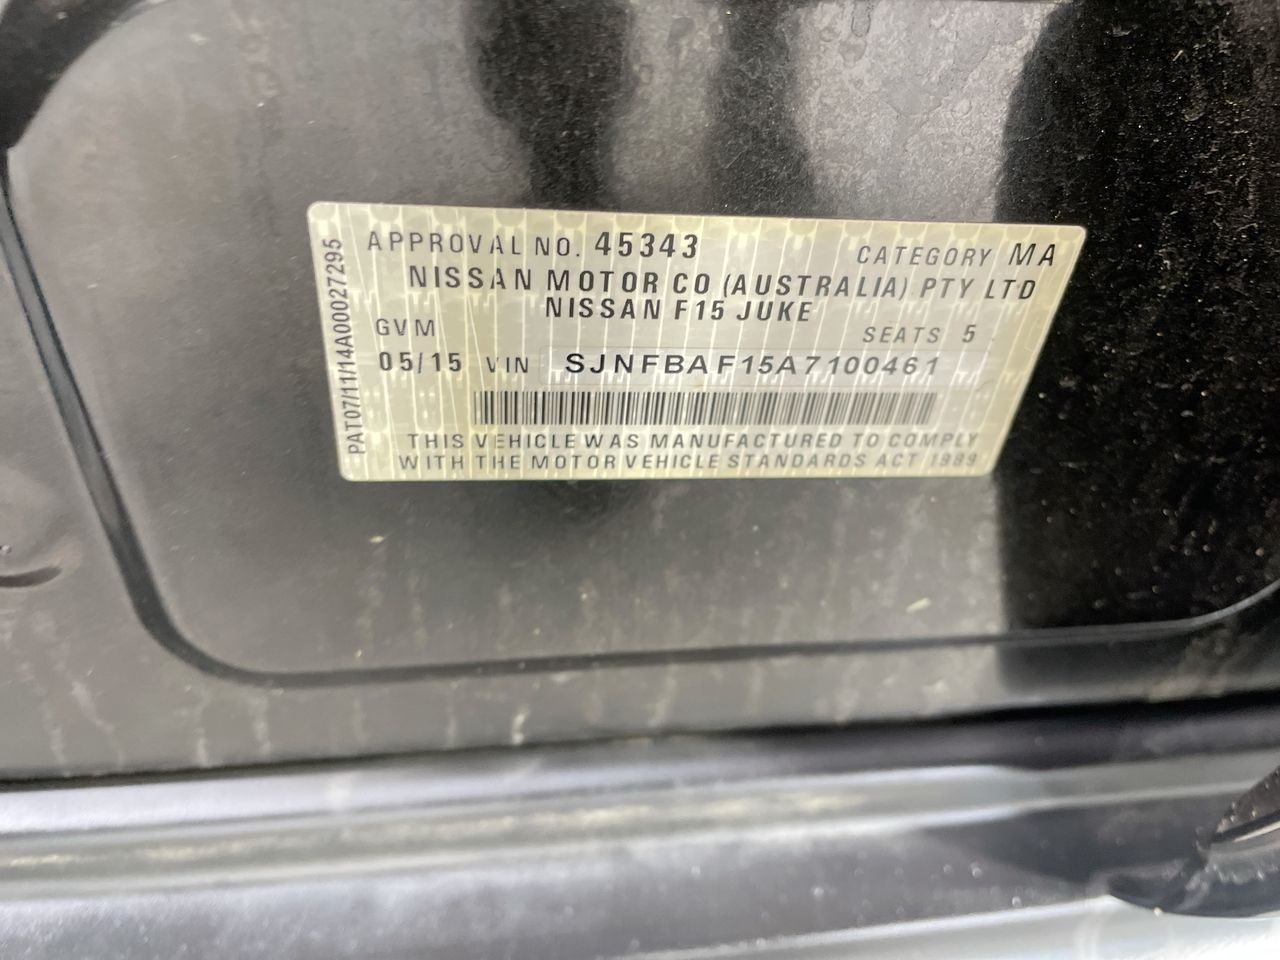 APPROVAL NO. 45343 CATEGORY MA
NISSAN MOTOR CO (AUSTRALIA) PTY LTD
NISSAN F15 JUKE
GVM SEATS 5
05/15 VIN SJNFBAF15A7100461
THIS VEHICLE WAS MANUFACTURED TO COMPLY
WITH THE MOTOR VEHICLE STANDARDS ACT 1989
PAT07/11/14A00027295